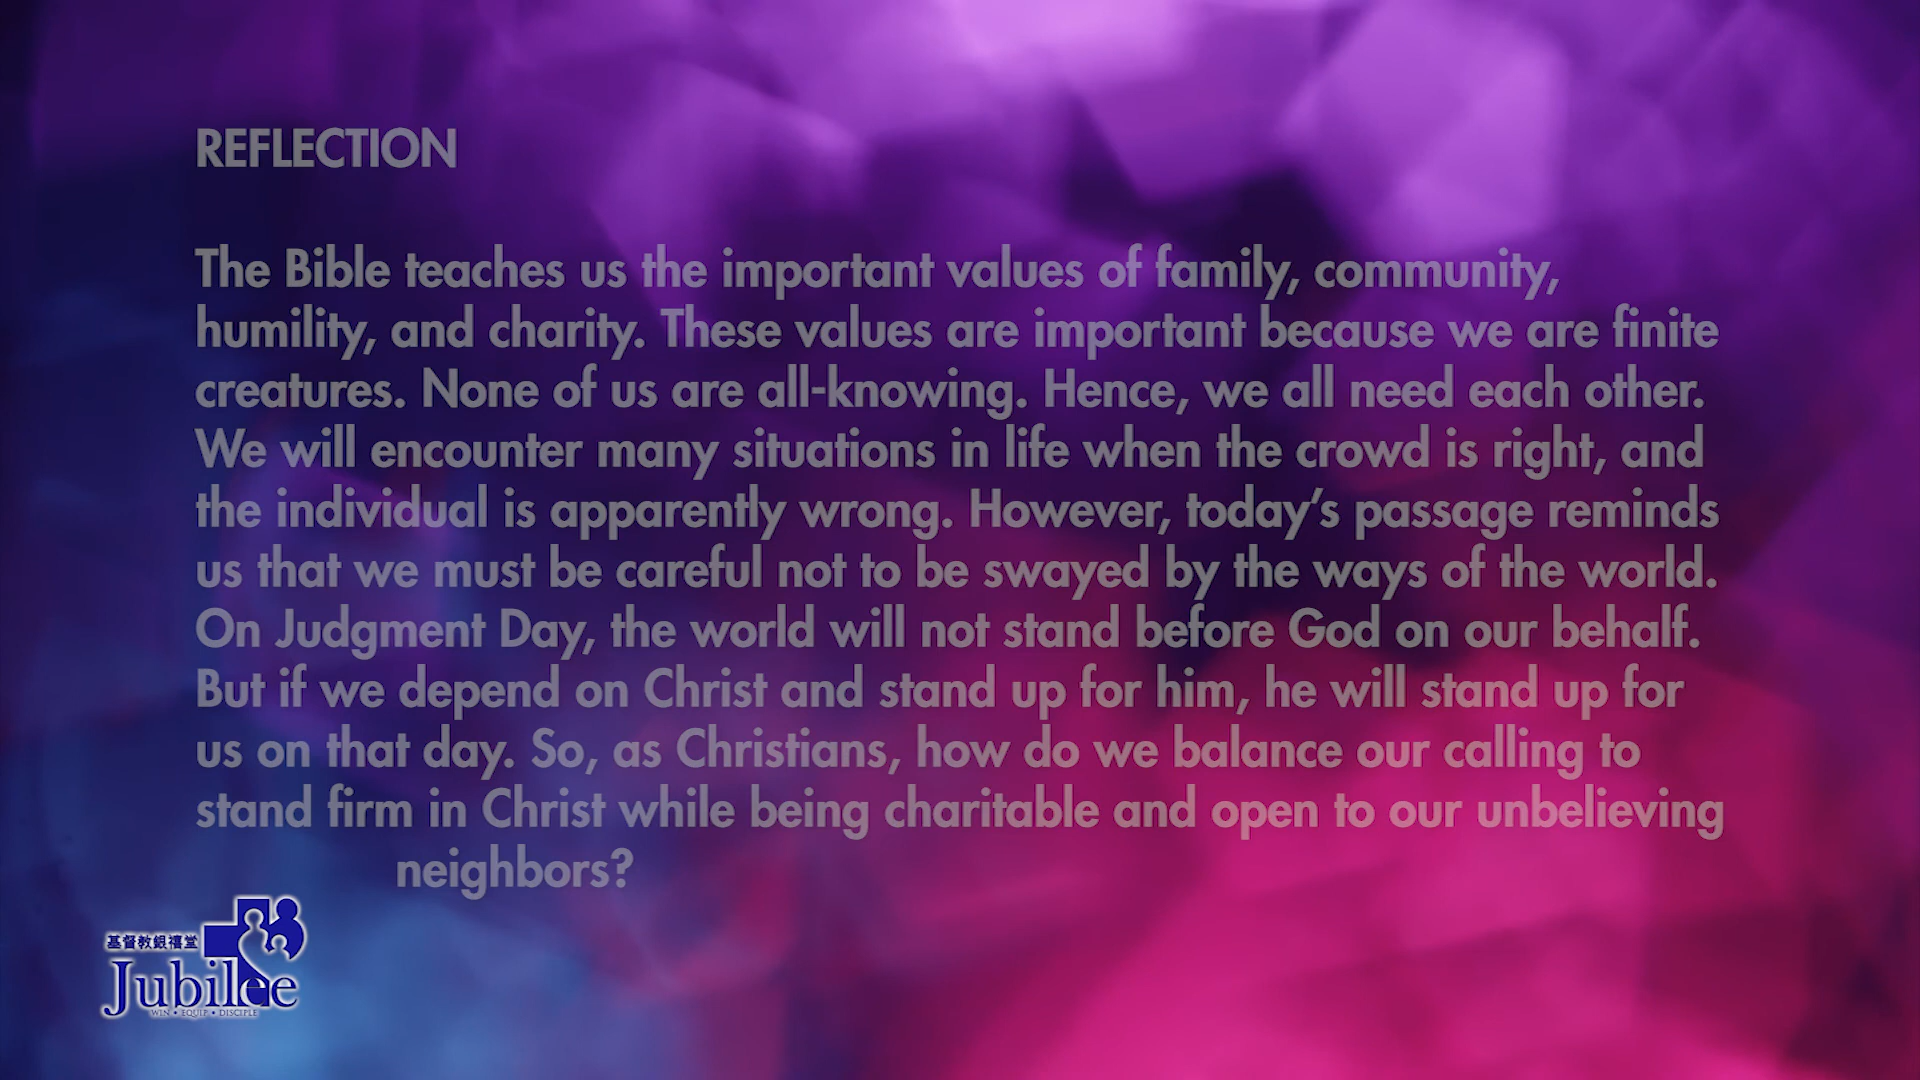 REFLECTION
The Bible teaches us the important values of family, community,
humility, and charity. These values are important because we are finite
creatures. None of us are all-knowing. Hence, we all need each other.
We will encounter many situations in life when the crowd is right, and
the individual is apparently wrong. However, today’s passage reminds
us that we must be careful not to be swayed by the ways of the world.
On Judgment Day, the world will not stand before God on our behalf.
But if we depend on Christ and stand up for him, he will stand up for
us on that day. So, as Christians, how do we balance our calling to
stand firm in Christ while being charitable and open to our unbelieving
neighbors?
基督教銀禧堂
Jubilee
WIN • EQUIP • DISCIPLE